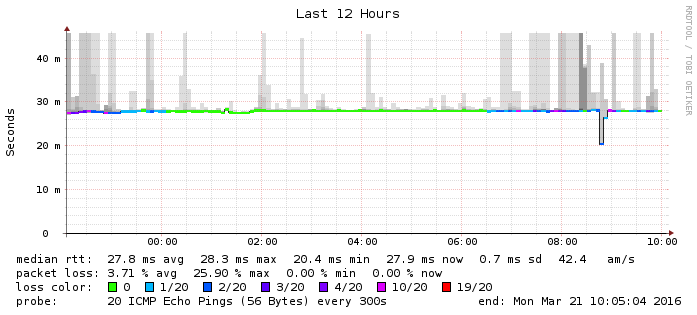 Last 12 Hours
RRDTOOL / TOBI OETIKER
Seconds
40 m
30 m
20 m
10 m
0
00:00 02:00 04:00 06:00 08:00 10:00
median rtt: 27.8 ms avg 28.3 ms max 20.4 ms min 27.9 ms now 0.7 ms sd 42.4 am/s
packet loss: 3.71 % avg 25.90 % max 0.00 % min 0.00 % now
loss color: 0 1/20 2/20 3/20 4/20 10/20 19/20
probe: 20 ICMP Echo Pings (56 Bytes) every 300s end: Mon Mar 21 10:05:04 2016